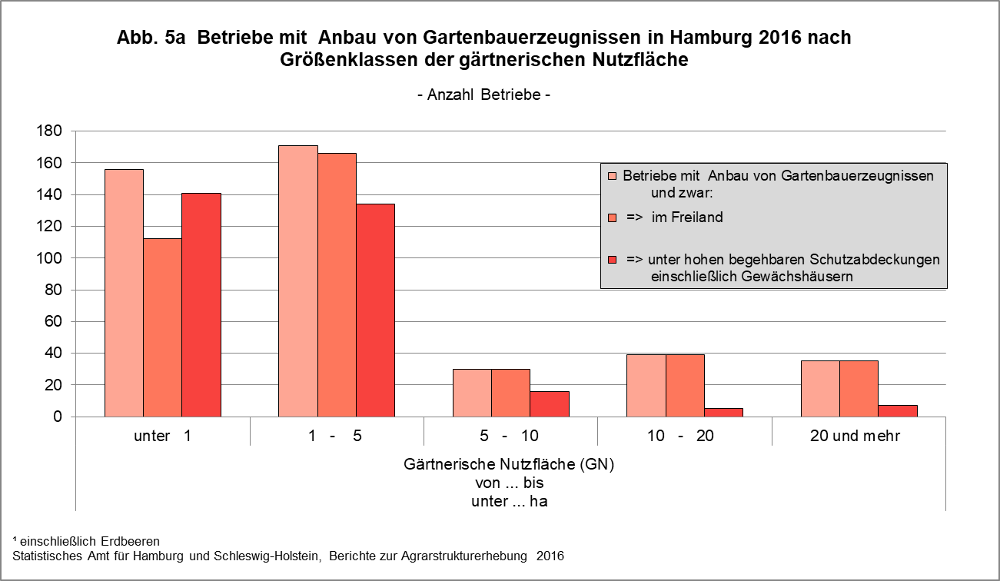 Abb. 5a Betriebe mit Anbau von Gartenbauerzeugnissen in Hamburg 2016 nach
Größenklassen der gärtnerischen Nutzfläche
- Anzahl Betriebe -
180
160
140
120
100
80
60
40
20
0
Betriebe mit Anbau von Gartenbauerzeugnissen
und zwar:
=> im Freiland
=> unter hohen begehbaren Schutzabdeckungen
einschließlich Gewächshäusern
unter 1
1 - 5
5 - 10
10 - 20
20 und mehr
Gärtnerische Nutzfläche (GN)
von ... bis
unter ... ha
¹ einschließlich Erdbeeren
Statistisches Amt für Hamburg und Schleswig-Holstein, Berichte zur Agrarstrukturerhebung 2016